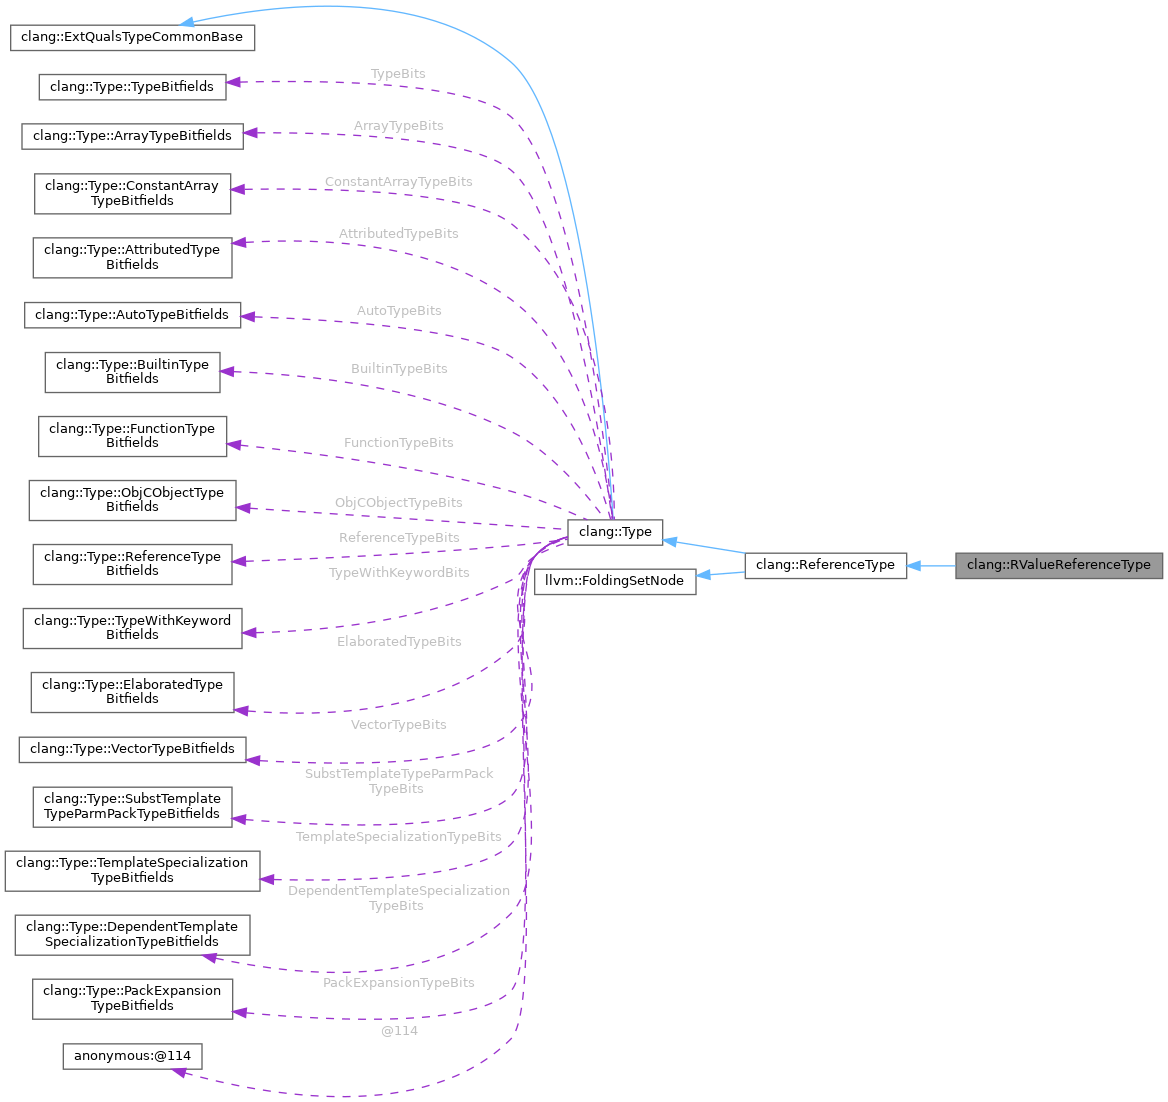 clang::ExtQualsTypeCommonBase
TypeBits
clang::Type::TypeBitfields
ArrayTypeBits
clang::Type::ArrayTypeBitfields
ConstantArrayTypeBits
clang::Type::ConstantArray
TypeBitfields
AttributedTypeBits
clang::Type::AttributedType
Bitfields
AutoTypeBits
clang::Type::AutoTypeBitfields
BuiltinTypeBits
clang::Type::BuiltinType
Bitfields
FunctionTypeBits
clang::Type::FunctionType
Bitfields
ObjCObjectTypeBits
clang::Type::ObjCObjectType
Bitfields
clang::Type
ReferenceTypeBits
clang::Type::ReferenceType
Bitfields
clang::ReferenceType
clang::RValueReferenceType
TypeWithKeywordBits
llvm::FoldingSetNode
clang::Type::TypeWithKeyword
Bitfields
ElaboratedTypeBits
clang::Type::ElaboratedType
Bitfields
VectorTypeBits
clang::Type::VectorTypeBitfields
SubstTemplateTypeParmPack
TypeBits
clang::Type::SubstTemplate
TypeParmPackTypeBitfields
TemplateSpecializationTypeBits
clang::Type::TemplateSpecialization
TypeBitfields
DependentTemplateSpecialization
TypeBits
clang::Type::DependentTemplate
SpecializationTypeBitfields
PackExpansionTypeBits
clang::Type::PackExpansion
TypeBitfields
@114
anonymous:@114